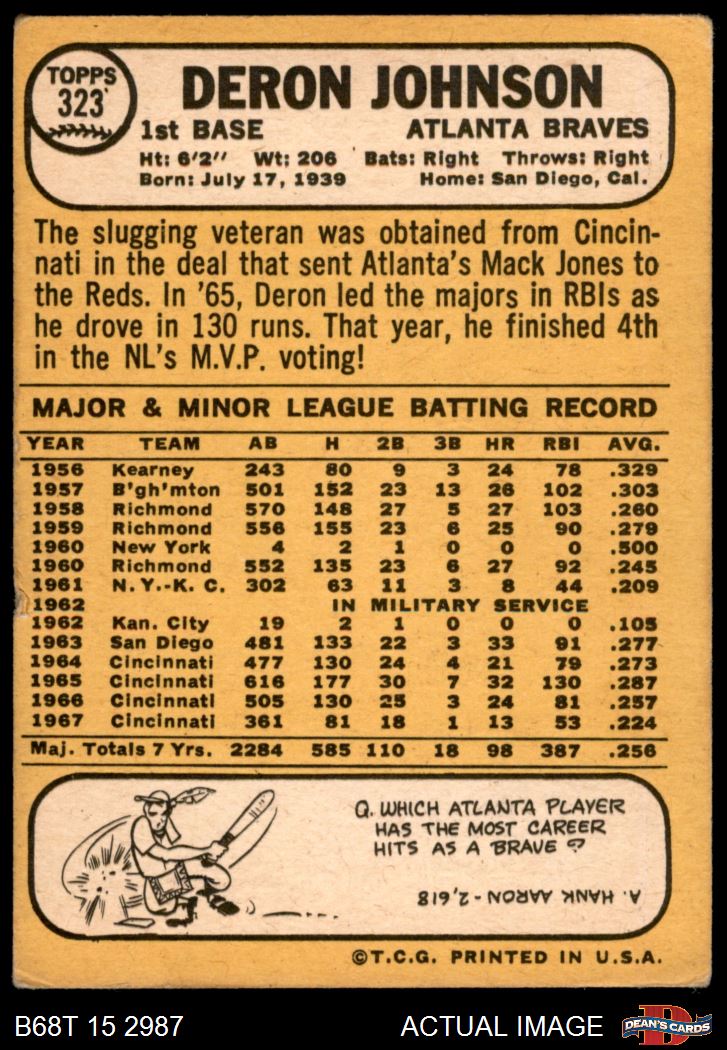 TOPPS
323
DERON JOHNSON
1st BASE ATLANTA BRAVES
Ht: 6'2" Wt: 206 Bats: Right Throws: Right
Born: July 17, 1939 Home: San Diego, Cal.
The slugging veteran was obtained from Cincin-
nati in the deal that sent Atlanta's Mack Jones to
the Reds. In '65, Deron led the majors in RBIs as
he drove in 130 runs. That year, he finished 4th
in the NL's M.V.P. voting!
MAJOR & MINOR LEAGUE BATTING RECORD
YEAR TEAM AB H 2B 3B HR RBI AVG.
1956 Kearney 243 80 9 3 24 78 .329
1957 B'gh'mton 501 152 23 13 26 102 .303
1958 Richmond 570 148 27 5 27 103 .260
1959 Richmond 556 155 23 6 25 90 .279
1960 New York 4 2 1 0 0 0 .500
1960 Richmond 552 135 23 6 27 92 .245
1961 N.Y.-K. C. 302 63 11 3 8 44 .209
1962 IN MILITARY SERVICE
1962 Kan. City 19 2 1 0 0 0 .105
1963 San Diego 481 133 22 3 33 91 .277
1964 Cincinnati 477 130 24 4 21 79 .273
1965 Cincinnati 616 177 30 7 32 130 .287
1966 Cincinnati 505 130 25 3 24 81 .257
1967 Cincinnati 361 81 18 1 13 53 .224
Maj. Totals 7 Yrs. 2284 585 110 18 98 387 .256
Q. WHICH ATLANTA PLAYER
HAS THE MOST CAREER
HITS AS A BRAVE?
A. HANK AARON - 2,618
©T.C.G. PRINTED IN U.S.A.
B68T 15 2987 ACTUAL IMAGE D DEAN'S CARDS